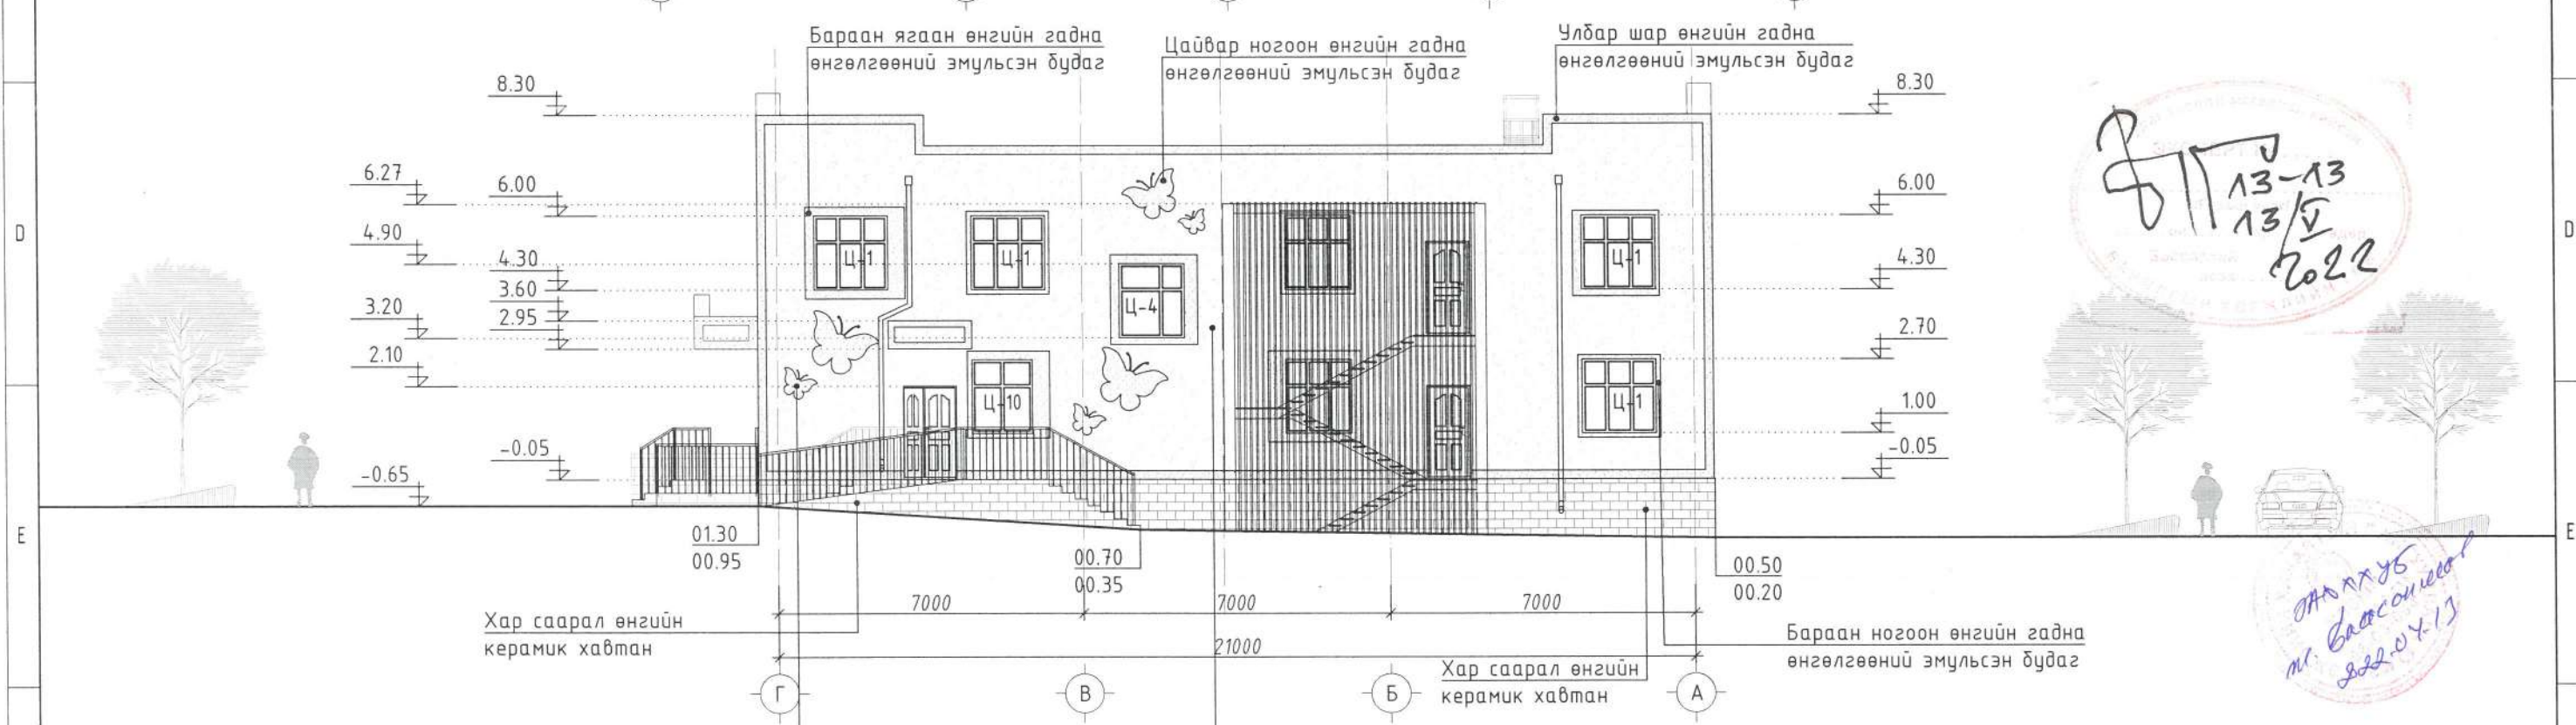 Бараан ягаан өнгийн гадна
өнгөлгөөний эмульсэн будаг
Цайвар ногоон өнгийн гадна
өнгөлгөөний эмульсэн будаг
Улбар шар өнгийн гадна
өнгөлгөөний эмульсэн будаг
8.30
8.30
6.27
6.00
6.00
4.90
4.30
4.30
3.60
3.20
2.95
2.70
2.10
1.00
-0.05
-0.05
-0.65
Ц-1
Ц-1
Ц-4
Ц-1
Ц-10
Ц-1
D
D
E
E
13-13
13/V
2022
01.30
00.95
00.70
00.35
00.50
00.20
7000
7000
7000
21000
Хар саарал өнгийн
керамик хавтан
Хар саарал өнгийн
керамик хавтан
Бараан ногоон өнгийн гадна
өнгөлгөөний эмульсэн будаг
Г
В
Б
А